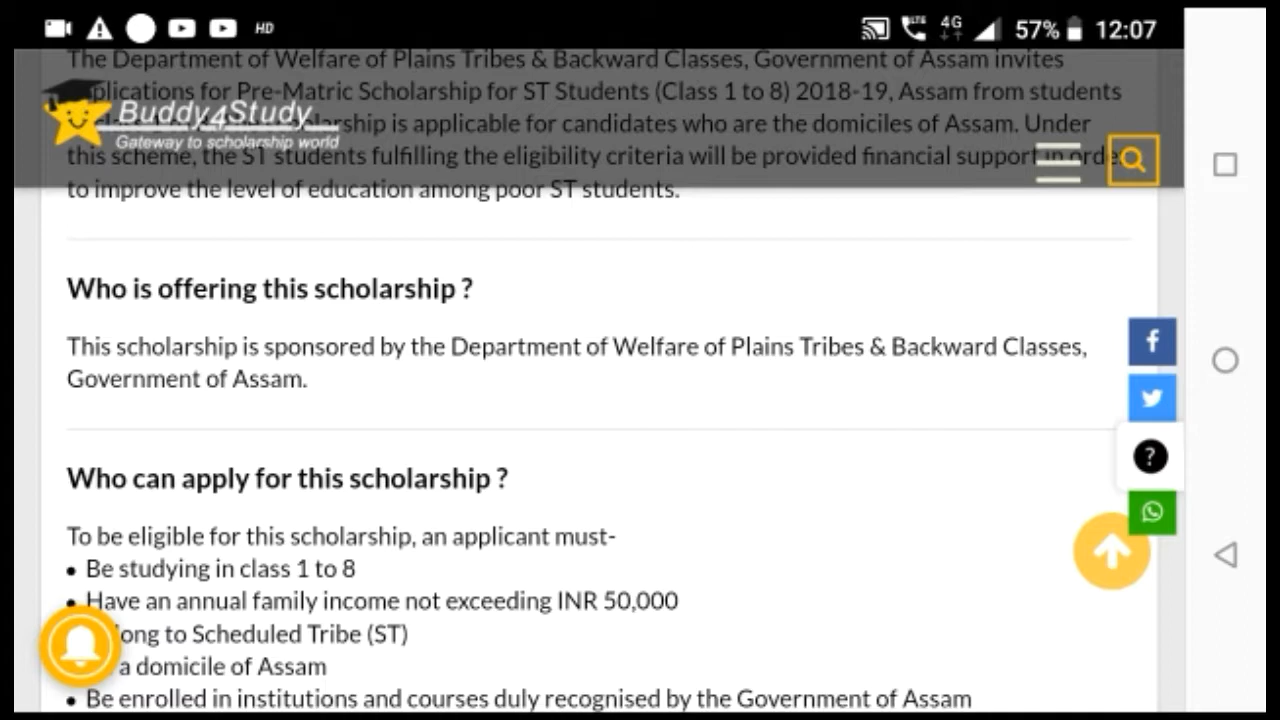 HD LTE 4G 57% 12:07
The Department of Welfare of Plains Tribes & Backward Classes, Government of Assam invites
plications for Pre-Matric Scholarship for ST Students (Class 1 to 8) 2018-19, Assam from students
Buddy4Study
arship is applicable for candidates who are the domiciles of Assam. Under
Gateway to scholarship world
this scheme, the ST students fulfilling the eligibility criteria will be provided financial support in orde
to improve the level of education among poor ST students.
Who is offering this scholarship ?
This scholarship is sponsored by the Department of Welfare of Plains Tribes & Backward Classes,
Government of Assam.
Who can apply for this scholarship ?
To be eligible for this scholarship, an applicant must-
• Be studying in class 1 to 8
• Have an annual family income not exceeding INR 50,000
ong to Scheduled Tribe (ST)
a domicile of Assam
• Be enrolled in institutions and courses duly recognised by the Government of Assam